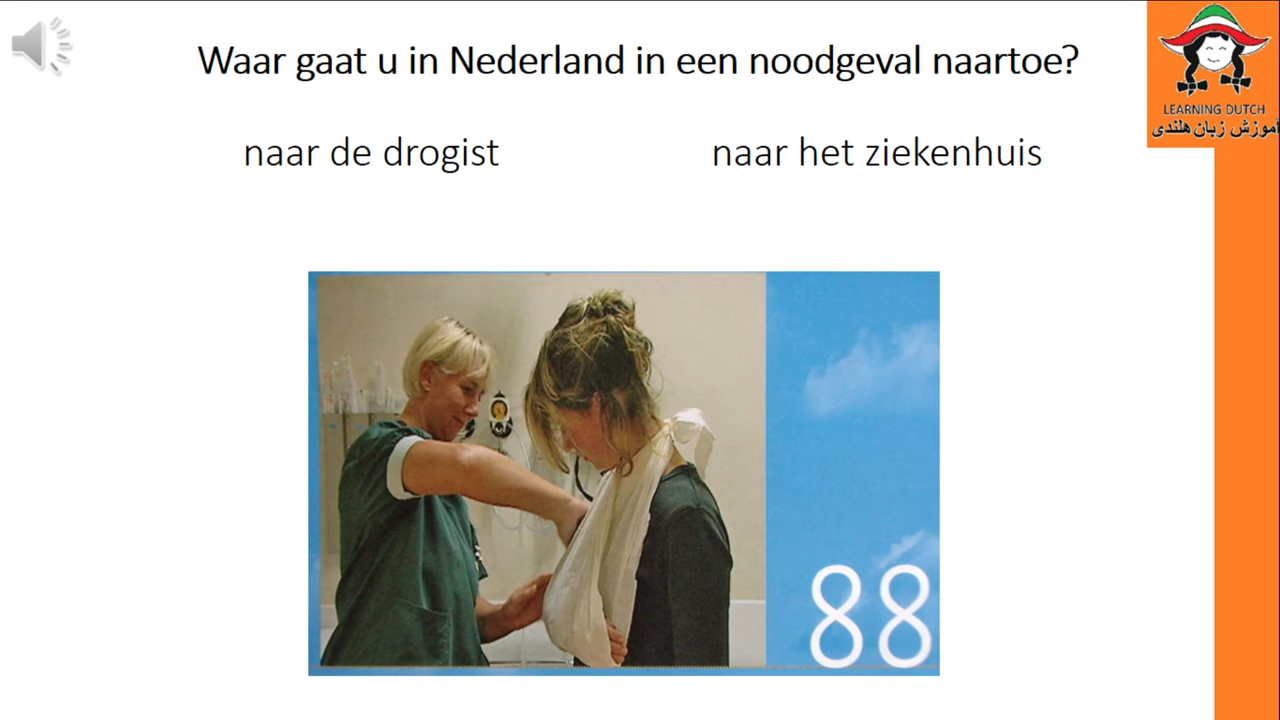 Waar gaat u in Nederland in een noodgeval naartoe?
naar de drogist
naar het ziekenhuis
LEARNING DUTCH
آموزش زبان هلندی
88